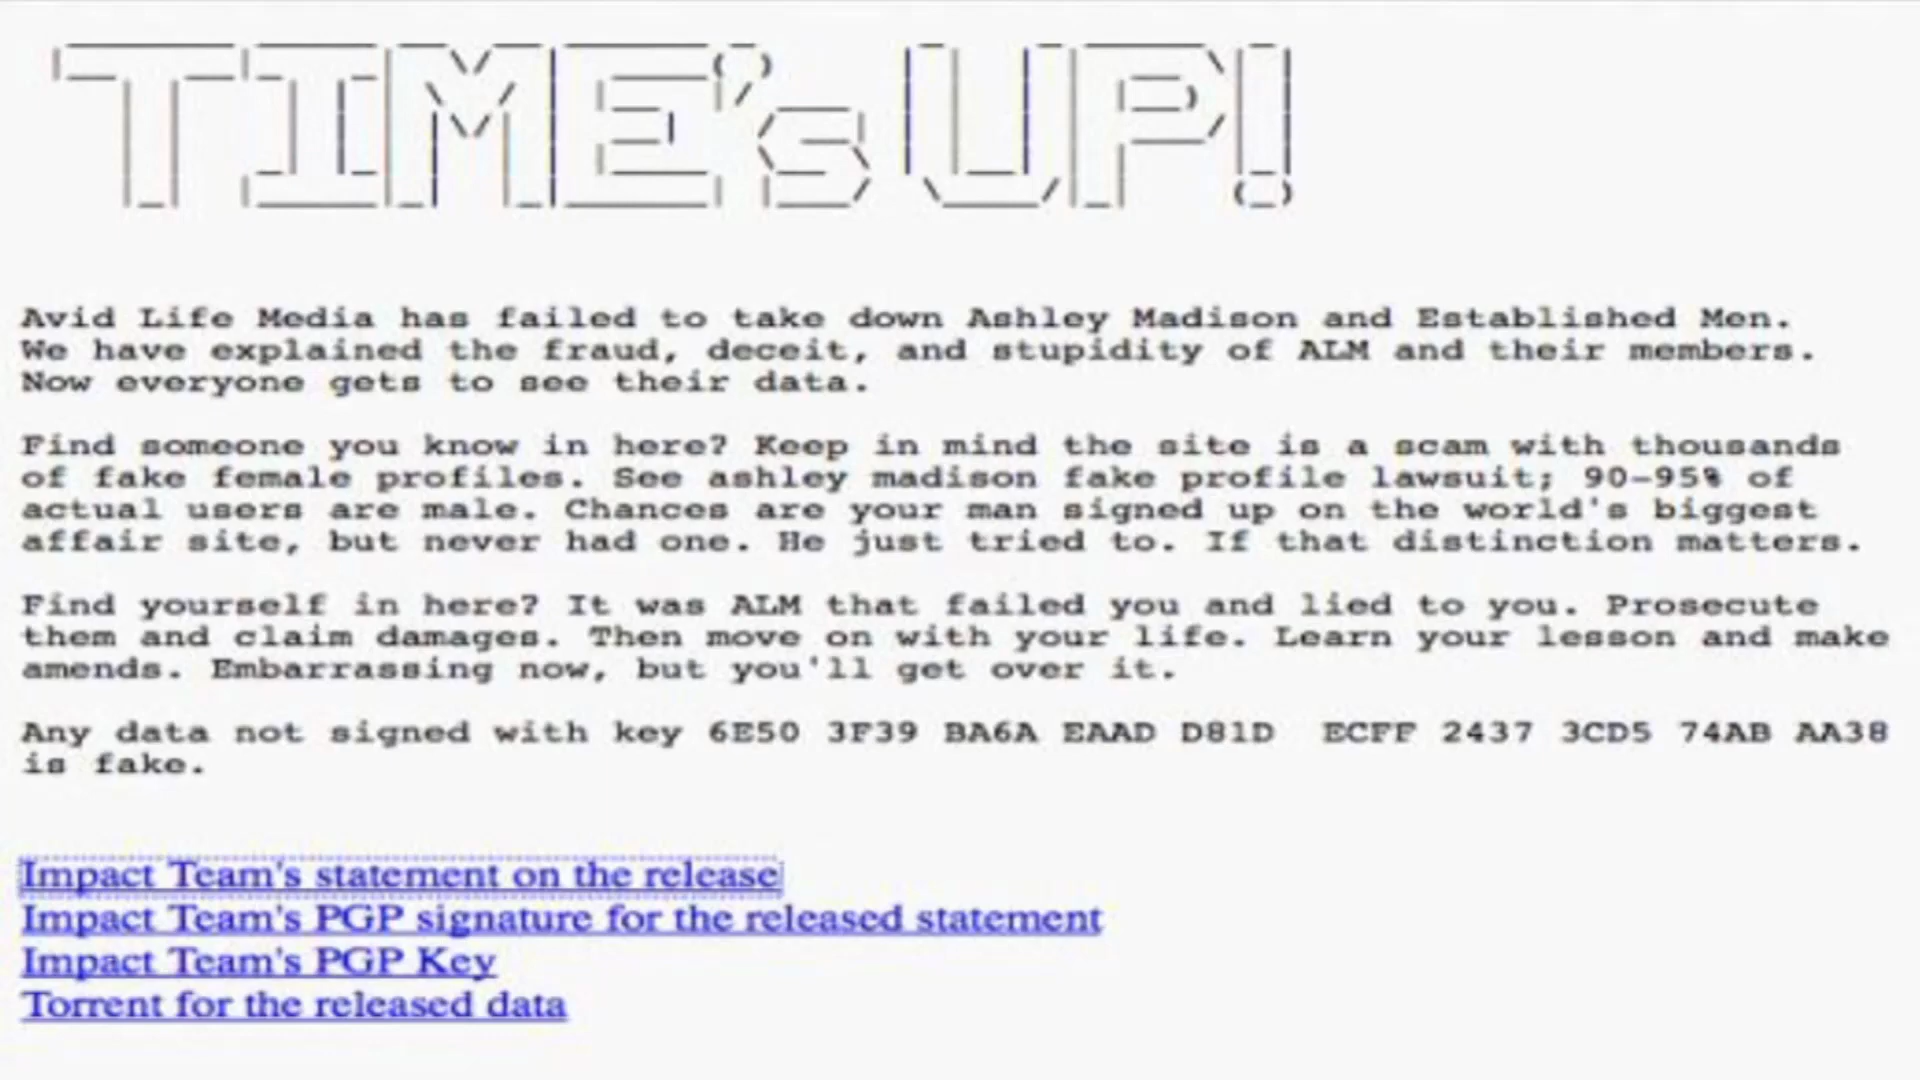 TIME's UP!
Avid Life Media has failed to take down Ashley Madison and Established Men.
We have explained the fraud, deceit, and stupidity of ALM and their members.
Now everyone gets to see their data.
Find someone you know in here? Keep in mind the site is a scam with thousands
of fake female profiles. See ashley madison fake profile lawsuit; 90-95% of
actual users are male. Chances are your man signed up on the world's biggest
affair site, but never had one. He just tried to. If that distinction matters.
Find yourself in here? It was ALM that failed you and lied to you. Prosecute
them and claim damages. Then move on with your life. Learn your lesson and make
amends. Embarrassing now, but you'll get over it.
Any data not signed with key 6E50 3F39 BA6A EAAD D81D  ECFF 2437 3CD5 74AB AA38
is fake.
Impact Team's statement on the release
Impact Team's PGP signature for the released statement
Impact Team's PGP Key
Torrent for the released data